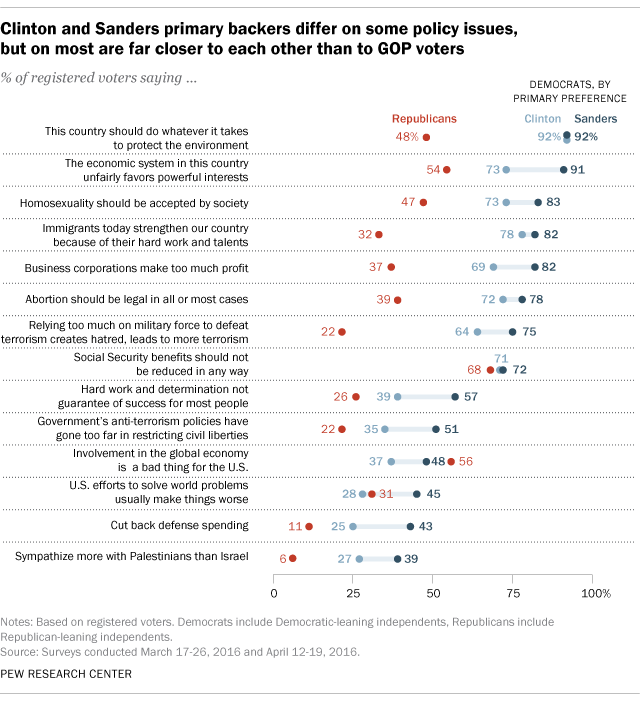 Clinton and Sanders primary backers differ on some policy issues,
but on most are far closer to each other than to GOP voters
% of registered voters saying ...
DEMOCRATS, BY
PRIMARY PREFERENCE
Republicans Clinton Sanders
This country should do whatever it takes
to protect the environment
48% 92% 92%
The economic system in this country
unfairly favors powerful interests
54 73 91
Homosexuality should be accepted by society
47 73 83
Immigrants today strengthen our country
because of their hard work and talents
32 78 82
Business corporations make too much profit
37 69 82
Abortion should be legal in all or most cases
39 72 78
Relying too much on military force to defeat
terrorism creates hatred, leads to more terrorism
22 64 75
Social Security benefits should not
be reduced in any way
68 71 72
Hard work and determination not
guarantee of success for most people
26 39 57
Government's anti-terrorism policies have
gone too far in restricting civil liberties
22 35 51
Involvement in the global economy
is a bad thing for the U.S.
37 48 56
U.S. efforts to solve world problems
usually make things worse
28 31 45
Cut back defense spending
11 25 43
Sympathize more with Palestinians than Israel
6 27 39
0 25 50 75 100%
Notes: Based on registered voters. Democrats include Democratic-leaning independents, Republicans include
Republican-leaning independents.
Source: Surveys conducted March 17-26, 2016 and April 12-19, 2016.
PEW RESEARCH CENTER